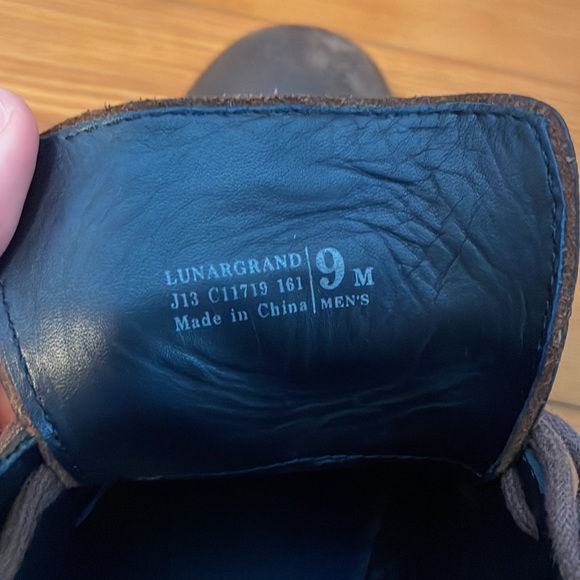 LUNARGRAND
J13 C11719 161
Made in China
9 M
MEN'S